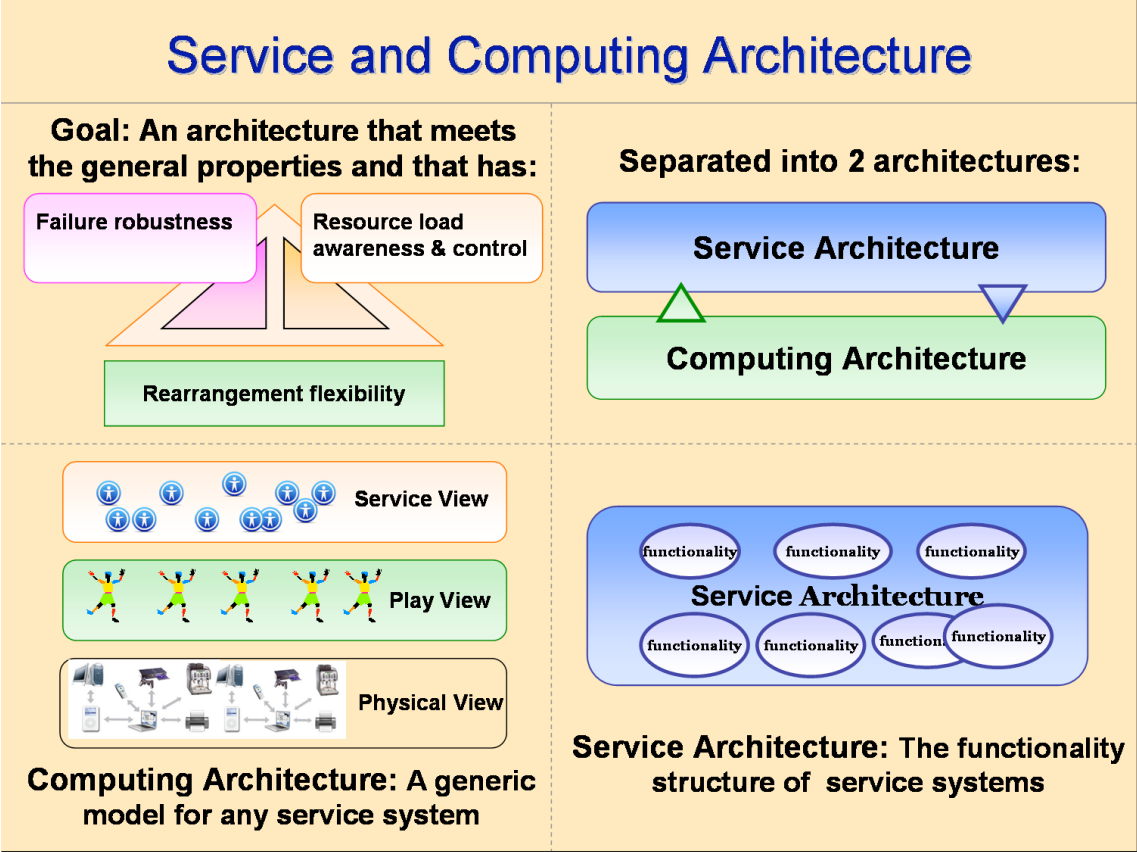 Service and Computing Architecture
Goal: An architecture that meets
the general properties and that has:
Failure robustness
Resource load
awareness & control
Rearrangement flexibility
Separated into 2 architectures:
Service Architecture
Computing Architecture
Service View
Play View
Physical View
Computing Architecture: A generic
model for any service system
functionality
functionality
functionality
Service Architecture
functionality
functionality
functional
functionality
Service Architecture: The functionality
structure of service systems